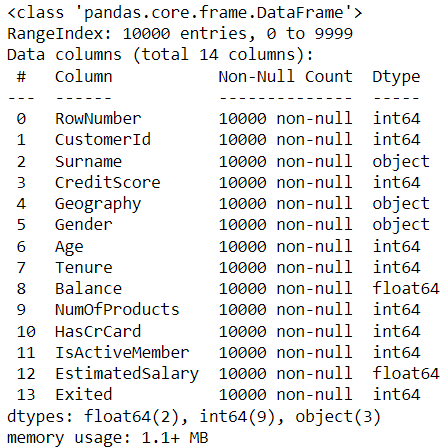 <class 'pandas.core.frame.DataFrame'>
RangeIndex: 10000 entries, 0 to 9999
Data columns (total 14 columns):
 #   Column           Non-Null Count  Dtype
---  ------           --------------  -----
 0   RowNumber        10000 non-null  int64
 1   CustomerId       10000 non-null  int64
 2   Surname          10000 non-null  object
 3   CreditScore      10000 non-null  int64
 4   Geography        10000 non-null  object
 5   Gender           10000 non-null  object
 6   Age              10000 non-null  int64
 7   Tenure           10000 non-null  int64
 8   Balance          10000 non-null  float64
 9   NumOfProducts    10000 non-null  int64
 10  HasCrCard        10000 non-null  int64
 11  IsActiveMember   10000 non-null  int64
 12  EstimatedSalary  10000 non-null  float64
 13  Exited           10000 non-null  int64
dtypes: float64(2), int64(9), object(3)
memory usage: 1.1+ MB